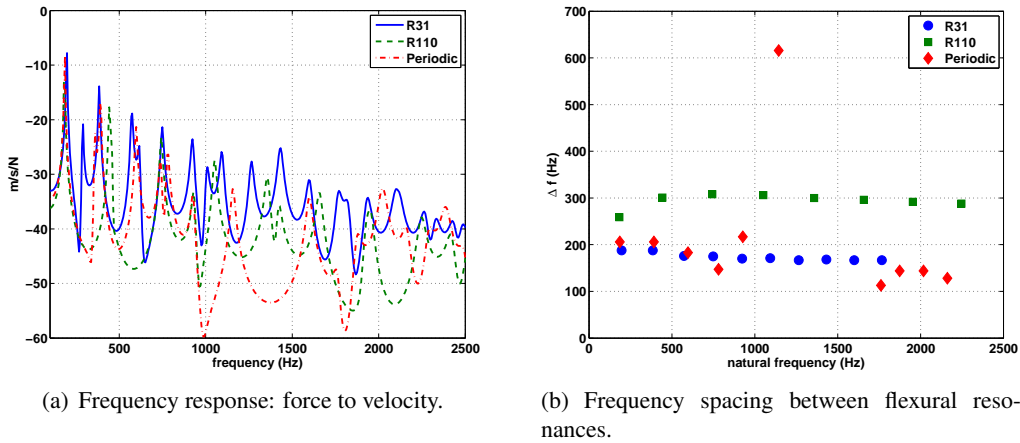 0
−10
−20
−30
−40
−50
−60
m/s/N
500
1000
1500
2000
2500
frequency (Hz)
R31
R110
Periodic
(a) Frequency response: force to velocity.
700
600
500
400
300
200
100
0
Δ f (Hz)
0
500
1000
1500
2000
2500
natural frequency (Hz)
R31
R110
Periodic
(b) Frequency spacing between flexural reso-
nances.